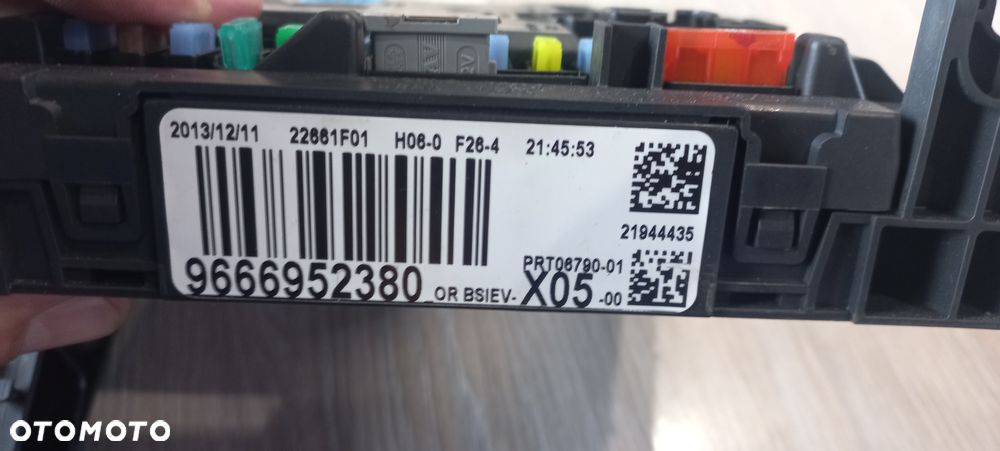 2013/12/11 22661F01 H06-0 F26-4 21:45:53
21944435
PRT06790-01
9666952380 OR BSIEV- X05 -00
OTOMOTO